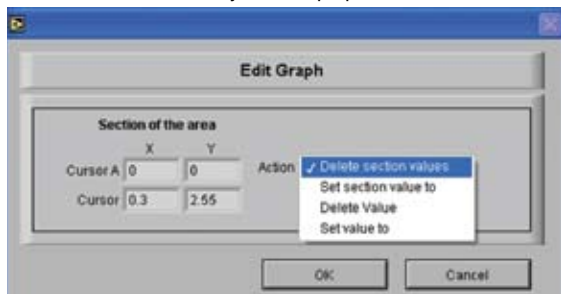 Edit Graph
Section of the area
X Y
Cursor A 0 0 Action ✓ Delete section values
Set section value to
Cursor 0.3 2.55 Delete Value
Set value to
OK Cancel